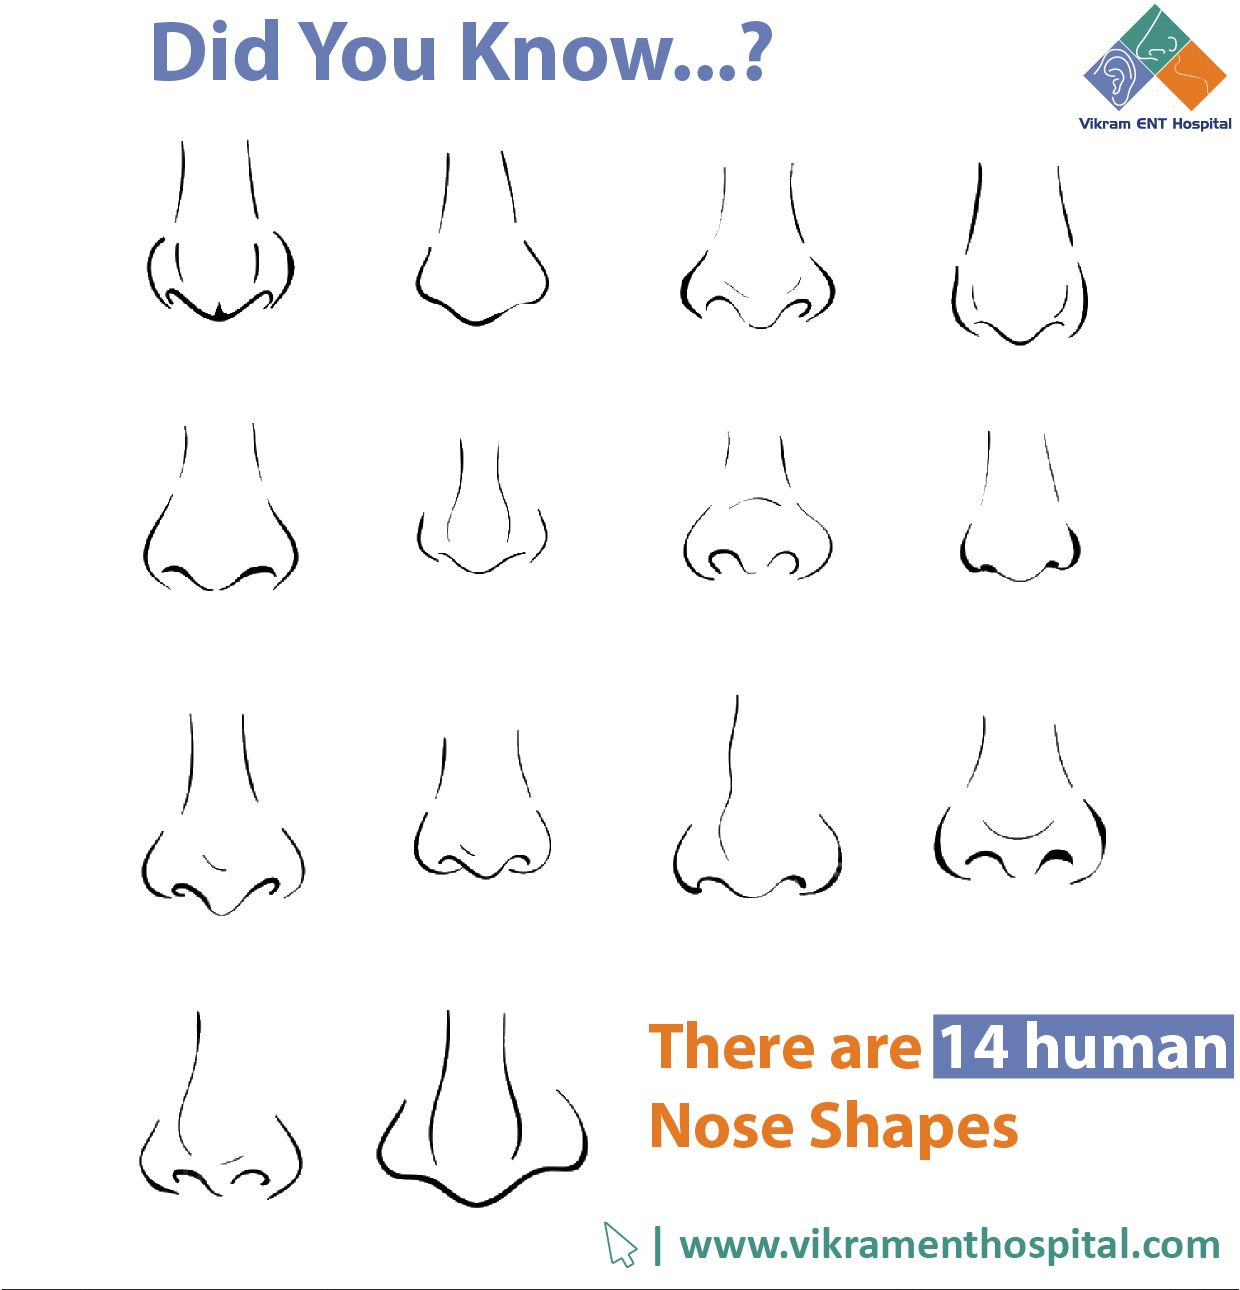 Did You Know...?
Vikram ENT Hospital
There are 14 human
Nose Shapes
| www.vikramenthospital.com